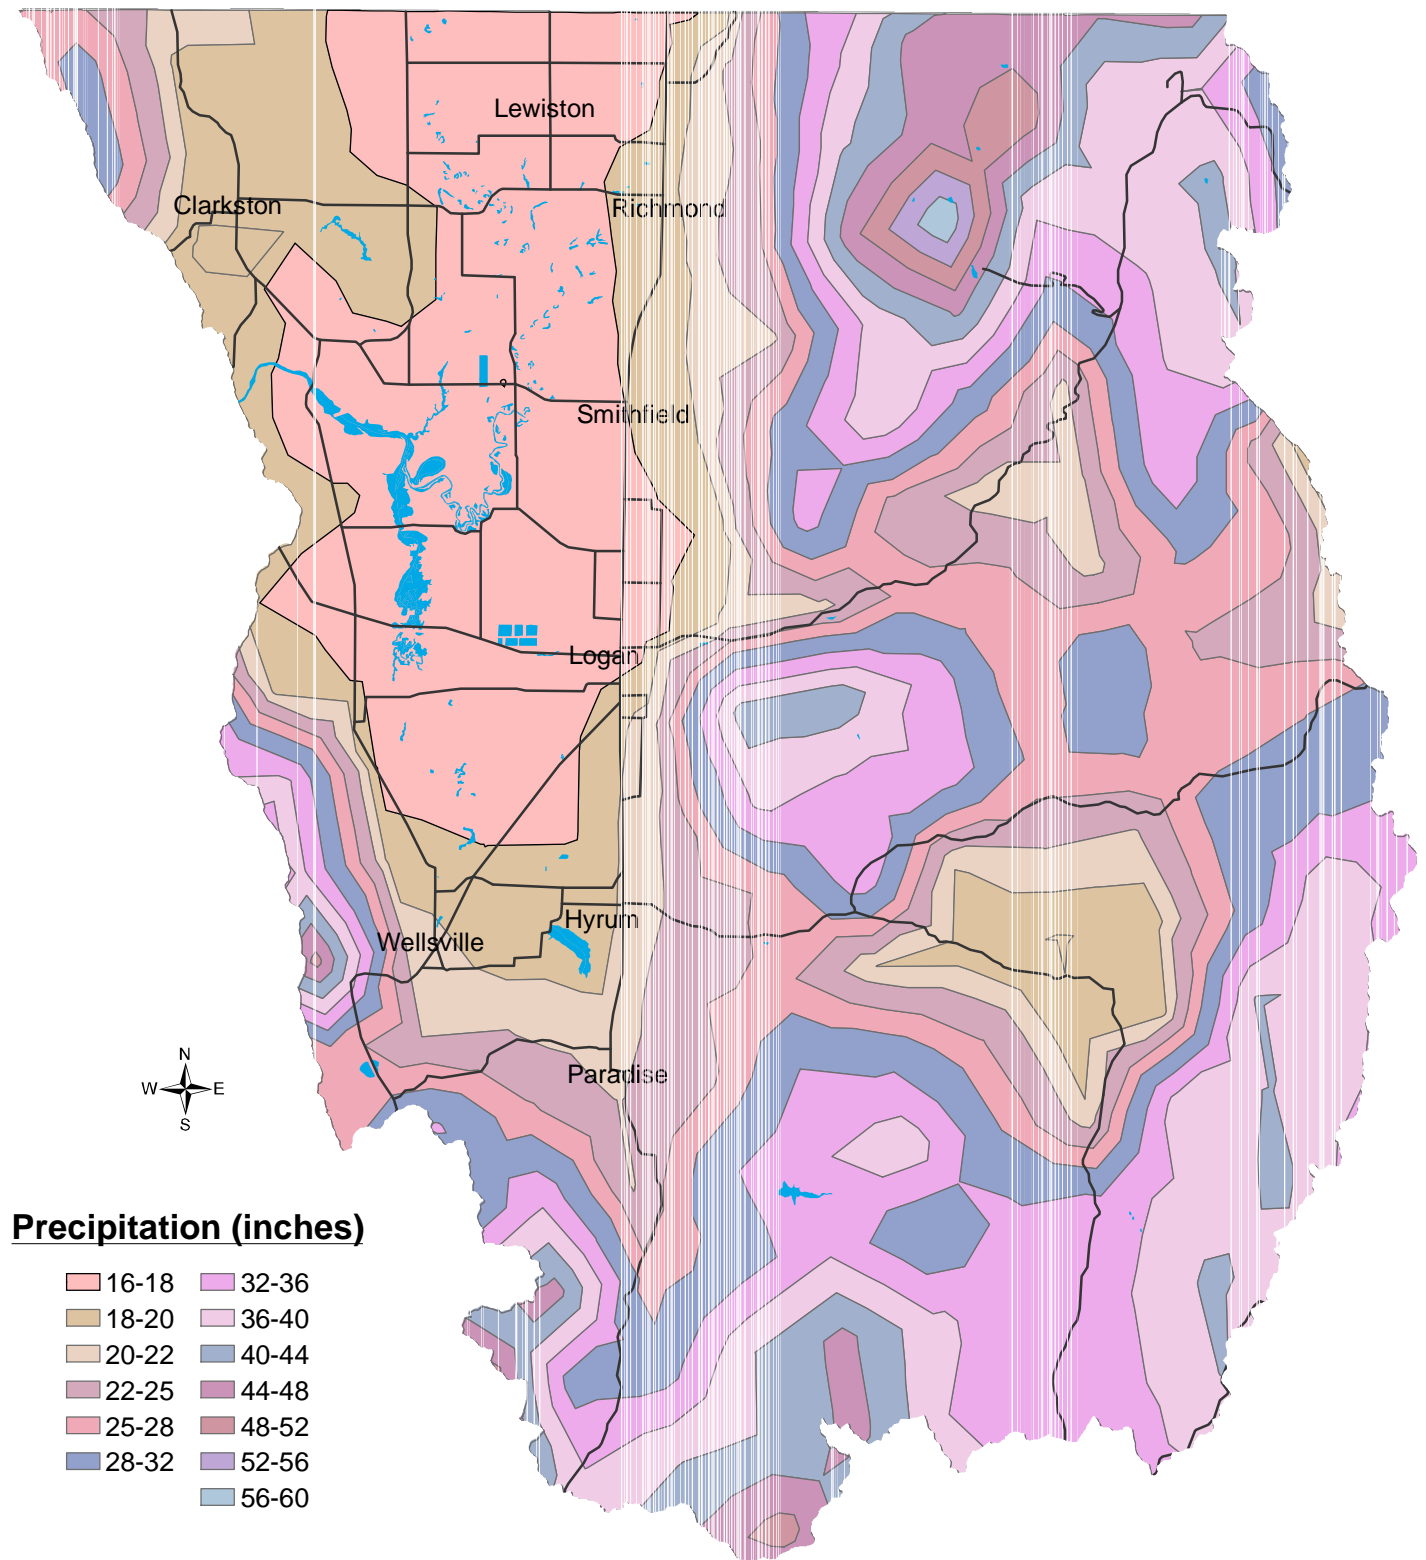 Lewiston
Clarkston
Richmond
Smithfield
Logan
Hyrum
Wellsville
Paradise
N
W E
S
Precipitation (inches)
16-18 32-36
18-20 36-40
20-22 40-44
22-25 44-48
25-28 48-52
28-32 52-56
56-60